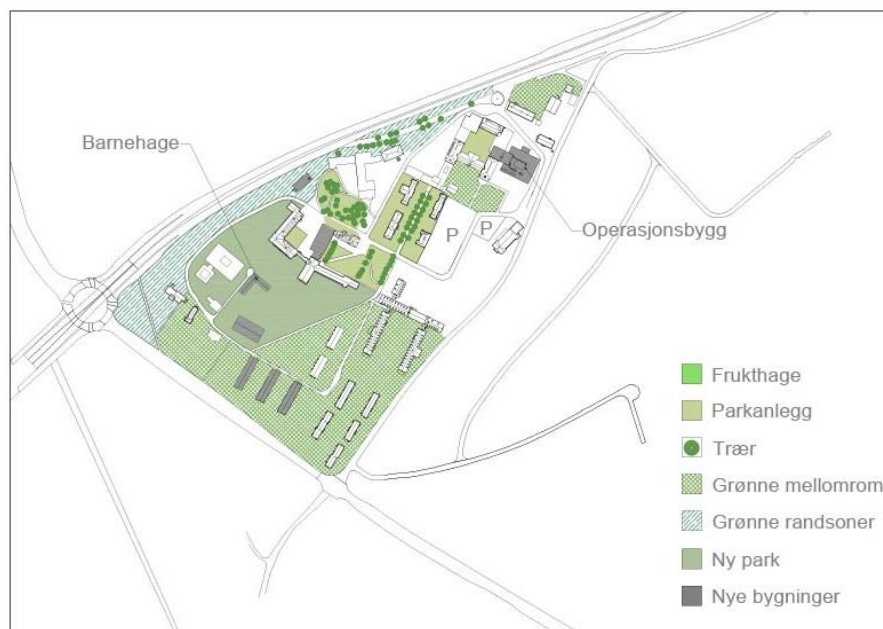 Barnehage
Operasjonsbygg
P
P
Frukthage
Parkanlegg
Trær
Grønne mellomrom
Grønne randsoner
Ny park
Nye bygninger